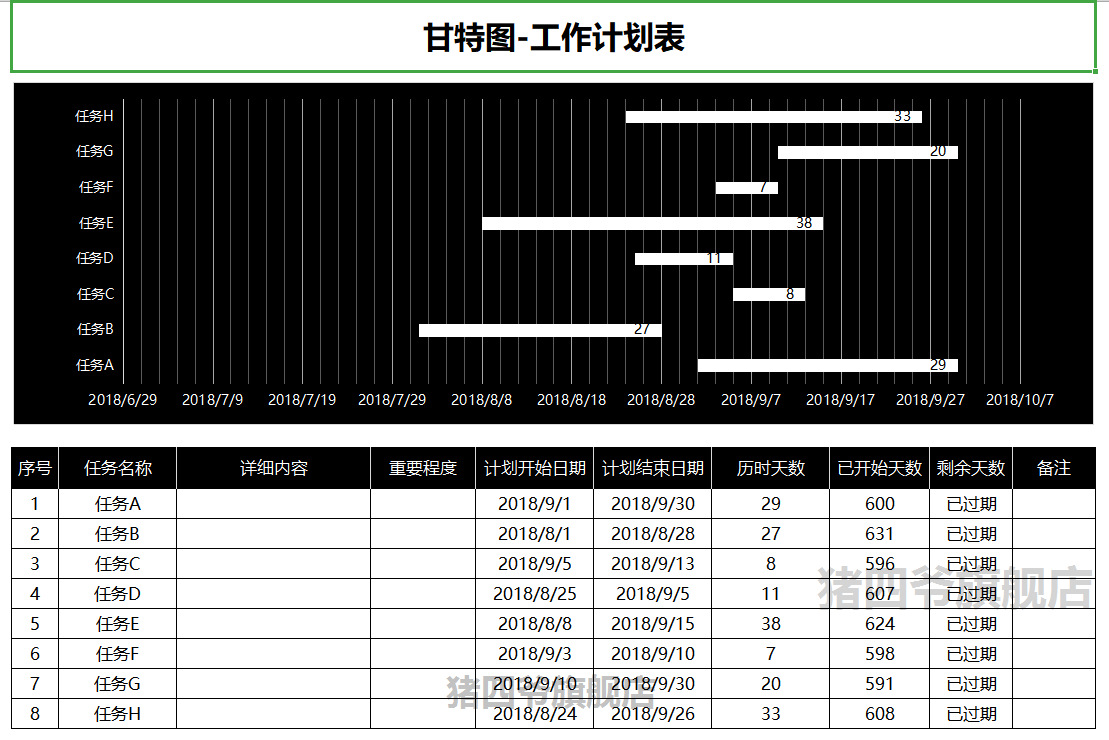 甘特图-工作计划表
任务H 33
任务G 20
任务F 7
任务E 38
任务D 11
任务C 8
任务B 27
任务A 29
2018/6/29 2018/7/9 2018/7/19 2018/7/29 2018/8/8 2018/8/18 2018/8/28 2018/9/7 2018/9/17 2018/9/27 2018/10/7
序号 任务名称 详细内容 重要程度 计划开始日期 计划结束日期 历时天数 已开始天数 剩余天数 备注
1 任务A 2018/9/1 2018/9/30 29 600 已过期
2 任务B 2018/8/1 2018/8/28 27 631 已过期
3 任务C 2018/9/5 2018/9/13 8 596 已过期
4 任务D 2018/8/25 2018/9/5 11 607 已过期
5 任务E 2018/8/8 2018/9/15 38 624 已过期
6 任务F 2018/9/3 2018/9/10 7 598 已过期
7 任务G 2018/9/10 2018/9/30 20 591 已过期
8 任务H 2018/8/24 2018/9/26 33 608 已过期
猪四爷旗舰店
猪四爷旗舰店